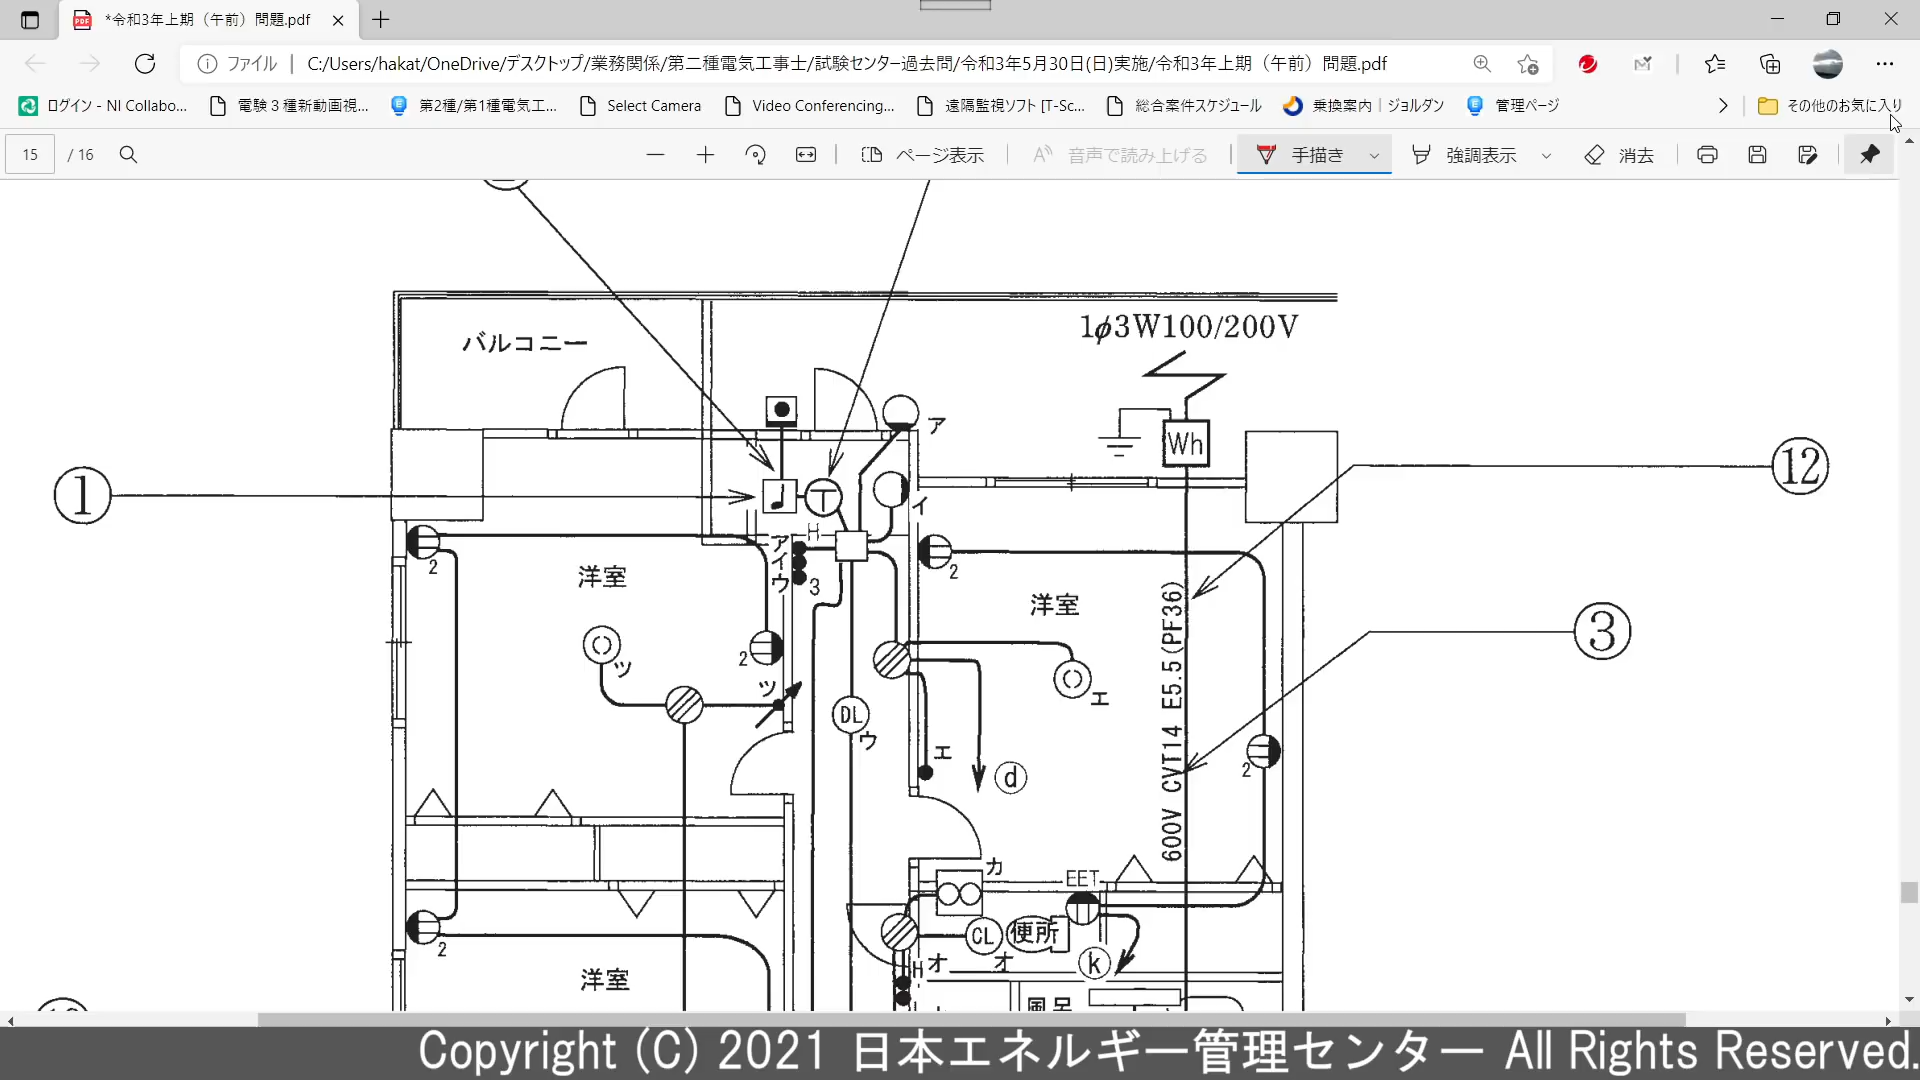 *令和3年上期（午前）問題.pdf
ファイル C:/Users/hakat/OneDrive/デスクトップ/業務関係/第二種電気工事士/試験センター過去問/令和3年5月30日(日)実施/令和3年上期（午前）問題.pdf
ログイン - NI Collabo... 電験３種新動画視... 第2種/第1種電気工... Select Camera Video Conferencing... 遠隔監視ソフト [T-Sc... 総合案件スケジュール 乗換案内｜ジョルダン 管理ページ その他のお気に入り
15 / 16 ページ表示 音声で読み上げる 手描き 強調表示 消去
1φ3W100/200V
バルコニー
ア
Wh
⑫
①
T
イ
H
アイウ
3
2
洋室
2
洋室
③
ツ
2
ツ
エ
DL
ウ
エ
ⓓ
2
600V CVT14 E5.5(PF36)
カ
EET
2
CL
便所
オ
オ
H
ⓚ
洋室
風呂
Copyright (C) 2021 日本エネルギー管理センター All Rights Reserved.